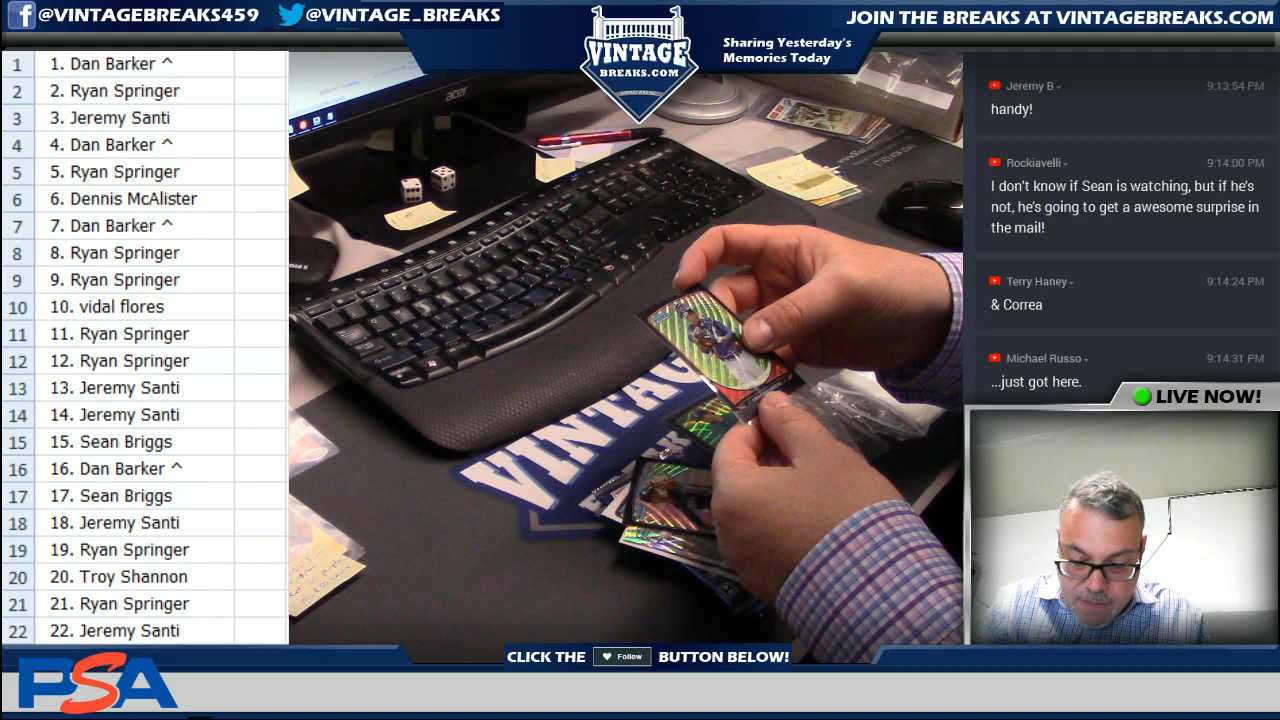 @VINTAGEBREAKS459
@VINTAGE_BREAKS
VINTAGE
BREAKS.COM
Sharing Yesterday's
Memories Today
JOIN THE BREAKS AT VINTAGEBREAKS.COM
1 1. Dan Barker ^
2 2. Ryan Springer
3 3. Jeremy Santi
4 4. Dan Barker ^
5 5. Ryan Springer
6 6. Dennis McAlister
7 7. Dan Barker ^
8 8. Ryan Springer
9 9. Ryan Springer
10 10. vidal flores
11 11. Ryan Springer
12 12. Ryan Springer
13 13. Jeremy Santi
14 14. Jeremy Santi
15 15. Sean Briggs
16 16. Dan Barker ^
17 17. Sean Briggs
18 18. Jeremy Santi
19 19. Ryan Springer
20 20. Troy Shannon
21 21. Ryan Springer
22 22. Jeremy Santi
acer
VINTAG
Jeremy B 9:13:54 PM
handy!
Rockiavelli 9:14:00 PM
I don't know if Sean is watching, but if he's
not, he's going to get a awesome surprise in
the mail!
Terry Haney 9:14:24 PM
& Correa
Michael Russo 9:14:31 PM
...just got here.
LIVE NOW!
CLICK THE Follow BUTTON BELOW!
PSA